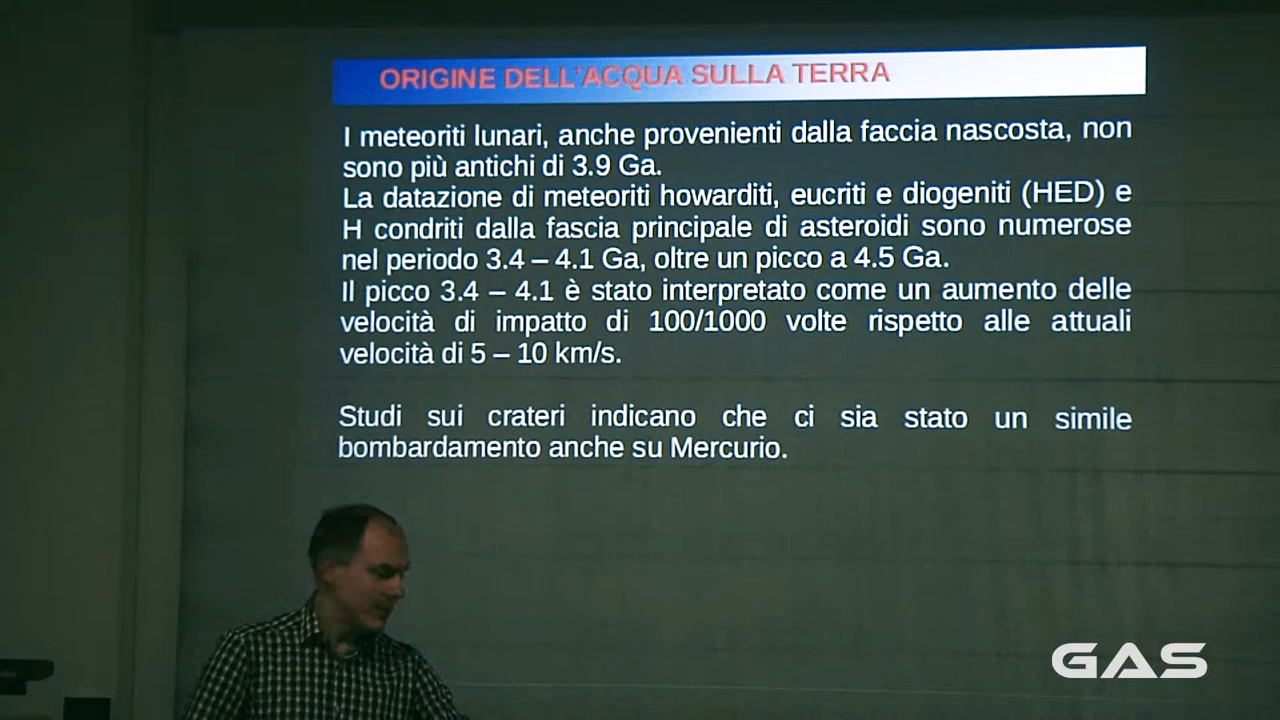 ORIGINE DELL'ACQUA SULLA TERRA
I meteoriti lunari, anche provenienti dalla faccia nascosta, non
sono più antichi di 3.9 Ga.
La datazione di meteoriti howarditi, eucriti e diogeniti (HED) e
H condriti dalla fascia principale di asteroidi sono numerose
nel periodo 3.4 – 4.1 Ga, oltre un picco a 4.5 Ga.
Il picco 3.4 – 4.1 è stato interpretato come un aumento delle
velocità di impatto di 100/1000 volte rispetto alle attuali
velocità di 5 – 10 km/s.
Studi sui crateri indicano che ci sia stato un simile
bombardamento anche su Mercurio.
GAS